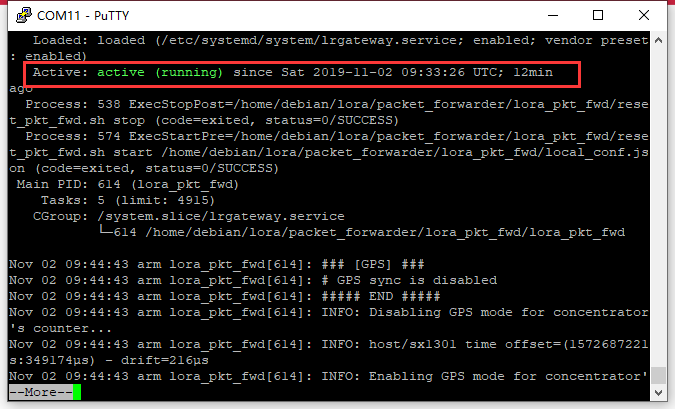 COM11 - PuTTY
Loaded: loaded (/etc/systemd/system/lrgateway.service; enabled; vendor preset
: enabled)
Active: active (running) since Sat 2019-11-02 09:33:26 UTC; 12min
ago
Process: 538 ExecStopPost=/home/debian/lora/packet_forwarder/lora_pkt_fwd/rese
t_pkt_fwd.sh stop (code=exited, status=0/SUCCESS)
Process: 574 ExecStartPre=/home/debian/lora/packet_forwarder/lora_pkt_fwd/rese
t_pkt_fwd.sh start /home/debian/lora/packet_forwarder/lora_pkt_fwd/local_conf.js
on (code=exited, status=0/SUCCESS)
Main PID: 614 (lora_pkt_fwd)
Tasks: 5 (limit: 4915)
CGroup: /system.slice/lrgateway.service
└─614 /home/debian/lora/packet_forwarder/lora_pkt_fwd/lora_pkt_fwd
Nov 02 09:44:43 arm lora_pkt_fwd[614]: ### [GPS] ###
Nov 02 09:44:43 arm lora_pkt_fwd[614]: # GPS sync is disabled
Nov 02 09:44:43 arm lora_pkt_fwd[614]: ##### END #####
Nov 02 09:44:43 arm lora_pkt_fwd[614]: INFO: Disabling GPS mode for concentrator
's counter...
Nov 02 09:44:43 arm lora_pkt_fwd[614]: INFO: host/sx1301 time offset=(1572687221
s:349174µs) - drift=216µs
Nov 02 09:44:43 arm lora_pkt_fwd[614]: INFO: Enabling GPS mode for concentrator'
--More--